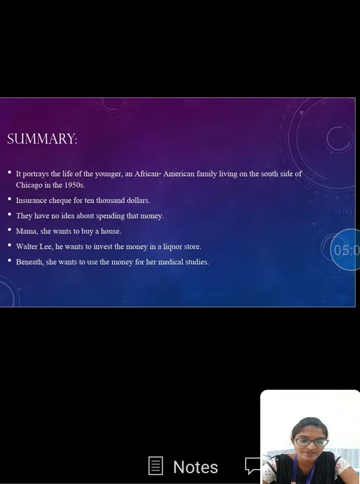 SUMMARY:
• It portrays the life of the younger, an African- American family living on the south side of
Chicago in the 1950s.
• Insurance cheque for ten thousand dollars.
• They have no idea about spending that money.
• Mama, she wants to buy a house.
• Walter Lee, he wants to invest the money in a liquor store.
• Beneath, she wants to use the money for her medical studies.
05:0
Notes